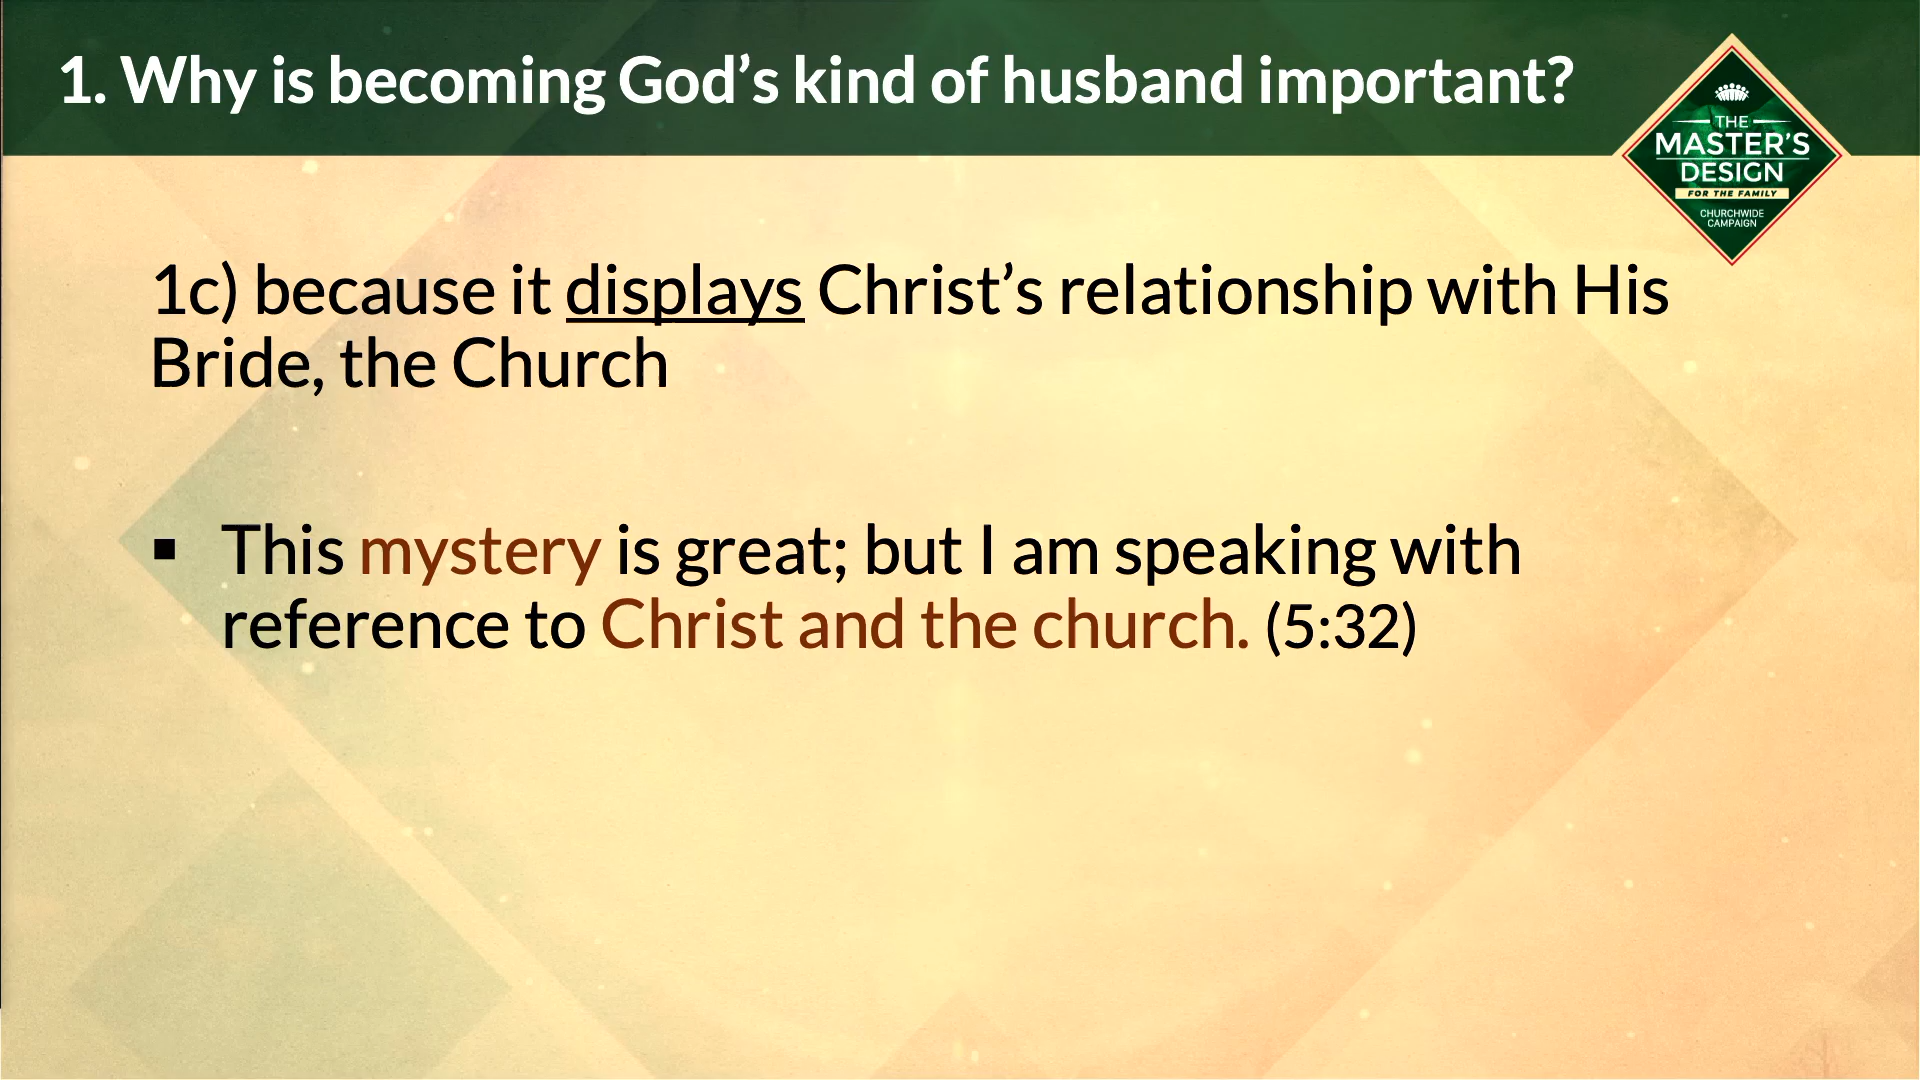 1. Why is becoming God’s kind of husband important?
THE
MASTER’S
DESIGN
FOR THE FAMILY
CHURCHWIDE
CAMPAIGN
1c) because it displays Christ’s relationship with His
Bride, the Church
▪ This mystery is great; but I am speaking with
reference to Christ and the church. (5:32)